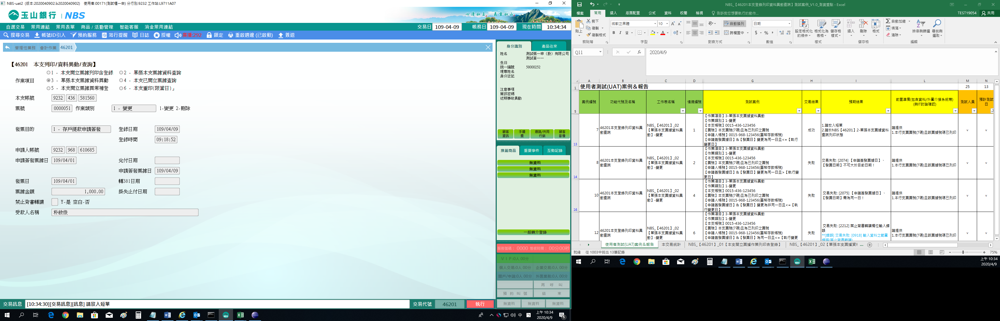 NBS-uat2 (版本:2020040902.b2020040902) 使用者:00171(測試櫃一幸) 分行別:9232 工作站:L9711A07
玉山銀行 | NBS
心清如玉。義重如山。
自選交易 常用連結 常用表單 商品 / 活動管理 智能客服 消金常用連結
交易日 109-04-09 帳務日 109-04-09 現在時間 10:34:34
搜尋交易 帳號ID引入 預約服務 蒞行提醒 日誌 授權 廣播:292 鎖定 重啟週邊 (已啟動) 簽退
管理性業務 會計作業 46201
【46201 本支列印/資料異動/查詢】
1 - 本支開立票據列印含登錄 2 - 單張本支票據資料查詢
作業項目 3 - 單張本支票據資料異動 4 - 本支已開立票據查詢
5 - 本支開立票據異常補登 6 - 本支重印(限當日)」
本支帳號 9232 436 581560
票號 0000051 作業類別 1 - 變更 1-變更 2-刪除
發票目的 1 - 存戶提款申請簽發 登錄日期 109/04/09
登錄時間 09:18:52
申請人帳號 9232 968 610685
申請簽發票據日 109/04/01 兌付日期
申請簽發票據日 109/04/09
發票日 109/04/01 轉381日期
票據金額 1,000.00 掛失止付日期
禁止背書轉讓 Y-是 空白-否
受款人名稱 朴敘俊
身分識別 產品往來
姓名 測試張一申（股）有限公司
測試黃一一
生日
統一編號 58000252
理專姓名
身分註記
注意事項
簡訊密碼
近期事故異動
顧客資訊 手續費 通路/共同行銷 顧客影像
推薦商品 重要事件 互動記錄
無資料
無資料
無資料
一般轉介登錄
服務號碼： 0000 等候時間： 00分00秒
V I P:0人 00分
個人交易:0人 00分 企業交易:0人 00分
開戶/申請:0人 00分 外匯業務:0人 00分
再 呼 叫
預 約 叫 號 結 束
無資料 無資料 無資料
交易訊息 [10:34:30][交易訊息][訊息] 請放入短單 交易代號 46201 執行
中 上午 10:34
2020/4/9 6
NBS_【46201本支登錄列印資料異動查詢】測試案例_V1.0_測資盤點 - Excel
檔案 常用 插入 版面配置 公式 資料 校閱 檢視 告訴我您想要執行的動作... TEST19054 共用
貼上 剪下 複製 複製格式 剪貼簿
微軟正黑體 10 B I U 字型
自動換列 跨欄置中 對齊方式
日期 $ % 數值
設定格式化的條件 格式化為表格 儲存格樣式 樣式
插入 刪除 格式 儲存格
自動加總 填滿 清除 排序與篩選 尋找與選取 編輯
Q11 fx 2020/4/9
A B C D G H I L M N
1 使用者測試(UAT)案例＆報告 25 13
5 案例編號 功能代號及名稱 工作表名稱 情境編號 測試案例 交易結果 預期結果 前置準備(包含資料/外圍介接系統等)(與IT討論確認) 測試人員 預計測試日
13 7 46201本支登錄列印資料異動查詢 NBS_【46201】_02【單張本支票據資料異動】-變更 1
【作業項目】3-單張本支票據資料異動
【作業類別】1-變更
【本支帳號】0015-436-123456
【票號】本支票號(7碼)且為已列印之票號
【申請人帳號】0015-968-123456(臺幣存款帳號)
【申請簽發票據日】&【發票日】變更為同一日且<=【執行變更日】
成功
1.請放入短單
2.請於NBS【46201】2-單張本支票據資料查詢列印狀態
請提供
1.本行支票票號(7碼)且該票據號碼已列印
v v
14 8 46201本支登錄列印資料異動查詢 NBS_【46201】_02【單張本支票據資料異動】-變更 2
【作業項目】3-單張本支票據資料異動
【作業類別】1-變更
【本支帳號】0015-436-123456
【票號】本支票號(7碼)且為已列印之票號
【申請人帳號】0015-968-123456(臺幣存款帳號)
【申請簽發票據日】&【發票日】變更為同一日且>【執行變更日】
失敗
交易失敗: [2074] 【申請簽發票據日】、【發票日期】不可大於目前日期！
請提供
1.本行支票票號(7碼)且該票據號碼已列印
v v
16 10 46201本支登錄列印資料異動查詢 NBS_【46201】_02【單張本支票據資料異動】-變更 4
【作業項目】3-單張本支票據資料異動
【作業類別】1-變更
【本支帳號】0015-436-123456
【票號】本支票號(7碼)且為已列印之票號
【申請人帳號】0015-968-123456(臺幣存款帳號)
【申請簽發票據日】&【發票日】變更為非同一日且<=【執行變更日】
失敗
交易失敗: [2075] 【申請簽發票據日】、【發票日期】需為同一日！
請提供
1.本行支票票號(7碼)且該票據號碼已列印
v v
12 46201本支登錄列印資料異動查詢 NBS_【46201】_02【單張本支票據資料異動】-變更 6
【作業項目】3-單張本支票據資料異動
【作業類別】1-變更
【本支帳號】0015-436-123456
【票號】本支票號(7碼)且為已列印之票號
【申請人帳號】0015-968-123456(臺幣存款帳號)
【申請簽發票據日】&【發票日】為同一日且<=【執行變更
失敗
交易失敗: [2212] 禁止背書轉讓欄位輸入錯誤
**[錯誤] 交易失敗: [0918] 輸入資料之範圍錯誤(禁止背書轉讓)
請提供
1.本行支票票號(7碼)且該票據號碼已列印
v v
使用者測試(UAT)案例＆報告 本交易統計 NBS_【46201】_01【本支開立票據作業列印含登錄】 NBS_【46201】_02【單張本支票據資料 ...
就緒 從 1003中找出 13筆記錄 75%
上午 10:34
2020/4/9